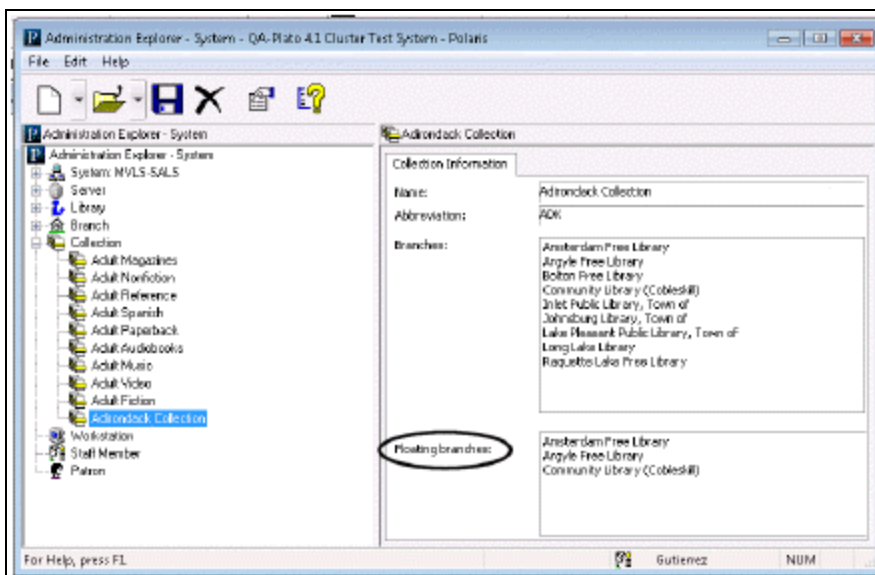 Administration Explorer - System - QA-Plato 4.1 Cluster Test System - Polaris
File Edit Help
Administration Explorer - System
Administration Explorer - System
System: MVLS-SALS
Server
Library
Branch
Collection
Adult Magazines
Adult Nonfiction
Adult Reference
Adult Spanish
Adult Paperback
Adult Audiobooks
Adult Music
Adult Video
Adult Fiction
Adirondack Collection
Workstation
Staff Member
Patron
Adirondack Collection
Collection Information
Name: Adirondack Collection
Abbreviation: ADK
Branches: Amsterdam Free Library
Argyle Free Library
Bolton Free Library
Community Library (Cobleskill)
Inlet Public Library, Town of
Johnsburg Library, Town of
Lake Pleasant Public Library, Town of
Long Lake Library
Raquette Lake Free Library
Floating branches: Amsterdam Free Library
Argyle Free Library
Community Library (Cobleskill)
For Help, press F1 Gutierrez NUM